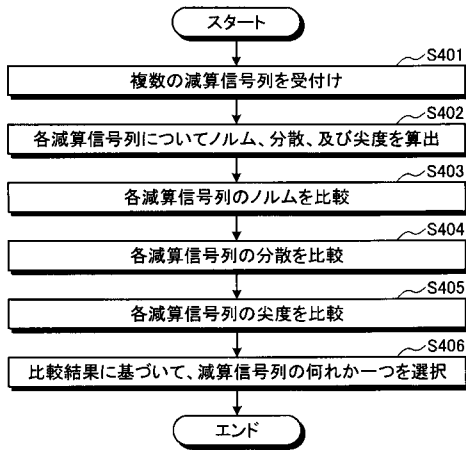 スタート
S401
複数の減算信号列を受付け
S402
各減算信号列についてノルム、分散、及び尖度を算出
S403
各減算信号列のノルムを比較
S404
各減算信号列の分散を比較
S405
各減算信号列の尖度を比較
S406
比較結果に基づいて、減算信号列の何れか一つを選択
エンド